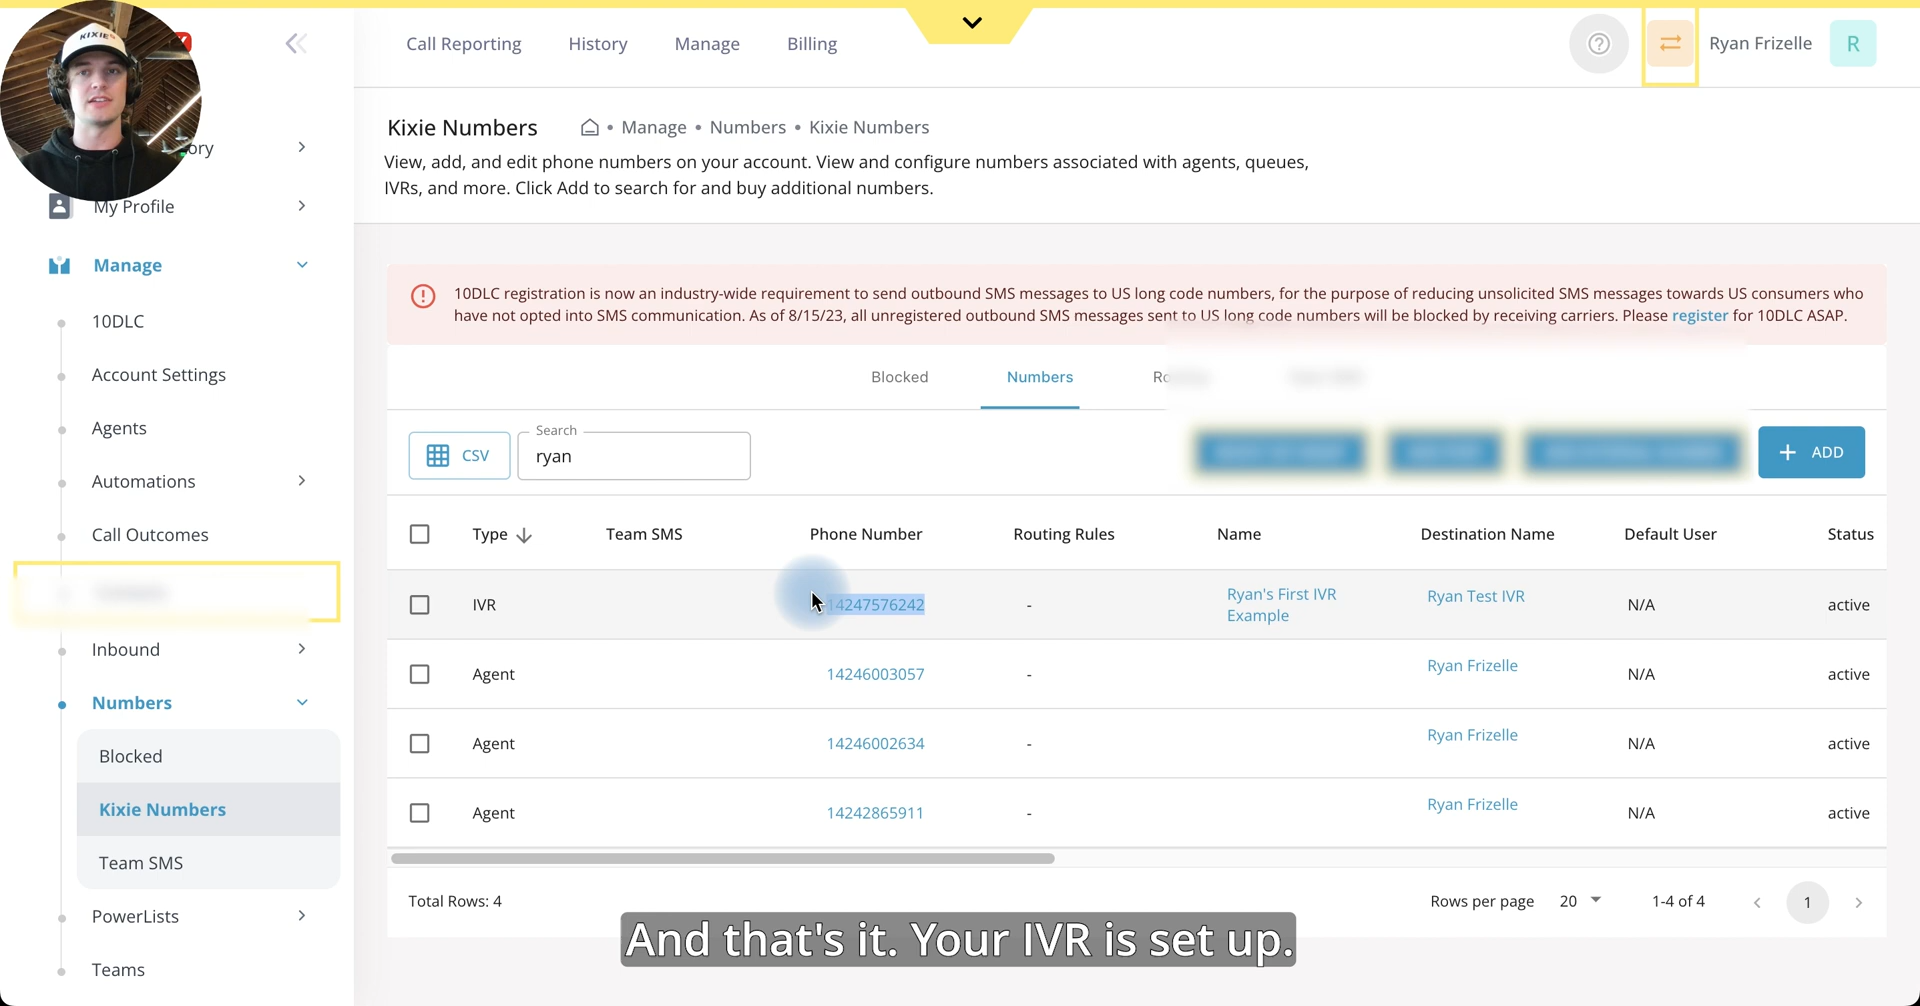 KIXIE
Call Reporting
History
Manage
Billing
Ryan Frizelle
R
Kixie Numbers
Manage • Numbers • Kixie Numbers
View, add, and edit phone numbers on your account. View and configure numbers associated with agents, queues,
IVRs, and more. Click Add to search for and buy additional numbers.
My Profile
Manage
10DLC
Account Settings
Agents
Automations
Call Outcomes
Inbound
Numbers
Blocked
Kixie Numbers
Team SMS
PowerLists
Teams
10DLC registration is now an industry-wide requirement to send outbound SMS messages to US long code numbers, for the purpose of reducing unsolicited SMS messages towards US consumers who
have not opted into SMS communication. As of 8/15/23, all unregistered outbound SMS messages sent to US long code numbers will be blocked by receiving carriers. Please register for 10DLC ASAP.
Blocked
Numbers
CSV
Search
ryan
+ ADD
Type Team SMS Phone Number Routing Rules Name Destination Name Default User Status
IVR 14247576242 - Ryan's First IVR Example Ryan Test IVR N/A active
Agent 14246003057 - Ryan Frizelle N/A active
Agent 14246002634 - Ryan Frizelle N/A active
Agent 14242865911 - Ryan Frizelle N/A active
Total Rows: 4
Rows per page 20 1-4 of 4 1
And that's it. Your IVR is set up.